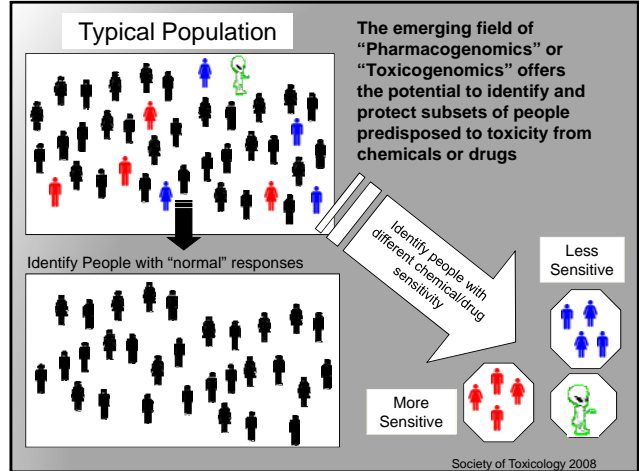 Typical Population
The emerging field of
“Pharmacogenomics” or
“Toxicogenomics” offers
the potential to identify and
protect subsets of people
predisposed to toxicity from
chemicals or drugs
Identify People with “normal” responses
Identify people with
different chemical/drug
sensitivity
Less
Sensitive
More
Sensitive
Society of Toxicology 2008